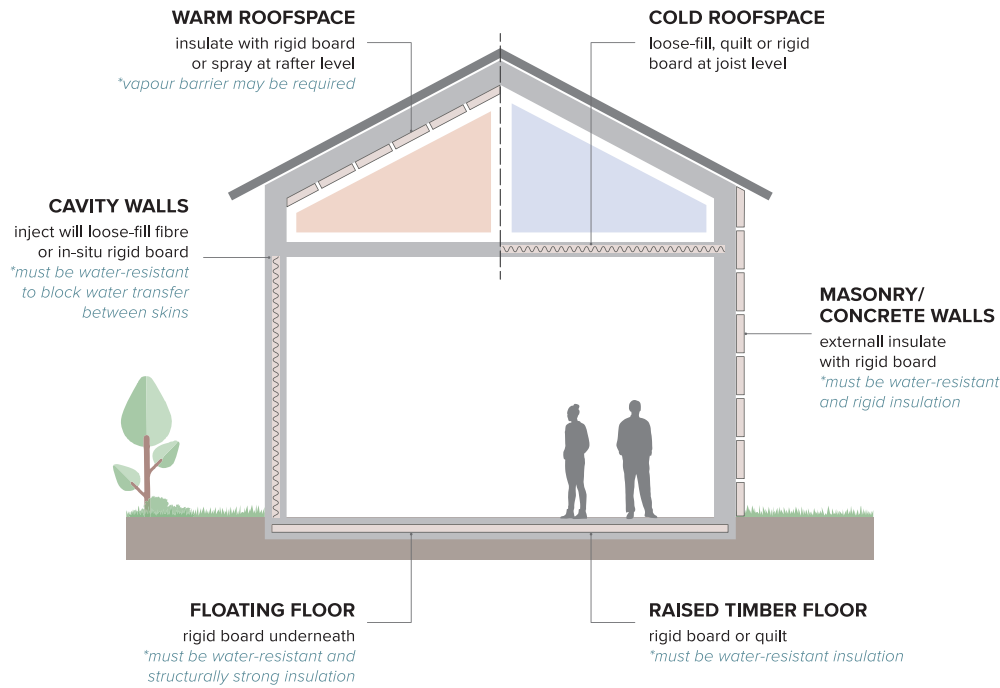 WARM ROOFSPACE
insulate with rigid board
or spray at rafter level
*vapour barrier may be required
COLD ROOFSPACE
loose-fill, quilt or rigid
board at joist level
CAVITY WALLS
inject will loose-fill fibre
or in-situ rigid board
*must be water-resistant
to block water transfer
between skins
MASONRY/
CONCRETE WALLS
externall insulate
with rigid board
*must be water-resistant
and rigid insulation
FLOATING FLOOR
rigid board underneath
*must be water-resistant and
structurally strong insulation
RAISED TIMBER FLOOR
rigid board or quilt
*must be water-resistant insulation